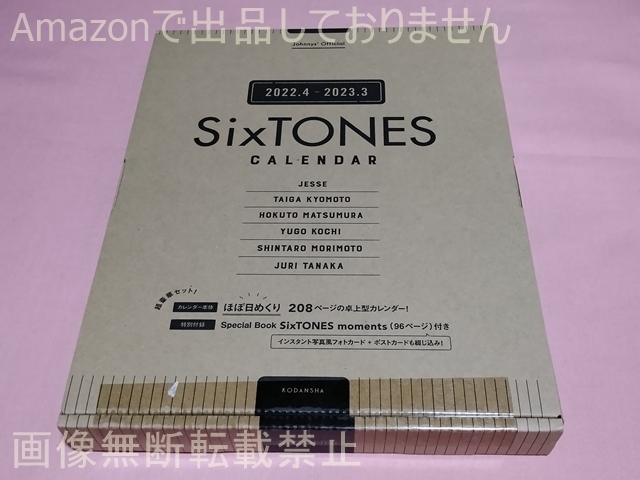 Amazonで出品しておりません
Johnnys' Official
2022.4 - 2023.3
SixTONES
CALENDAR
JESSE
TAIGA KYOMOTO
HOKUTO MATSUMURA
YUGO KOCHI
SHINTARO MORIMOTO
JURI TANAKA
超豪華セット!
カレンダー本体 ほぼ日めくり 208ページの卓上型カレンダー!
特別付録 Special Book SixTONES moments (96ページ) 付き
インスタント写真風フォトカード + ポストカードも綴じ込み!
KODANSHA
画像無断転載禁止